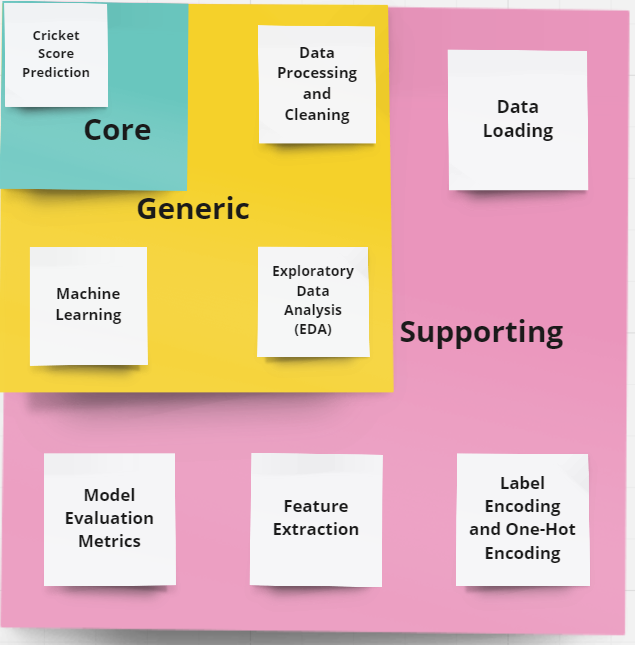 Cricket
Score
Prediction
Core
Data
Processing
and
Cleaning
Data
Loading
Generic
Machine
Learning
Exploratory
Data
Analysis
(EDA)
Supporting
Model
Evaluation
Metrics
Feature
Extraction
Label
Encoding
and One-Hot
Encoding